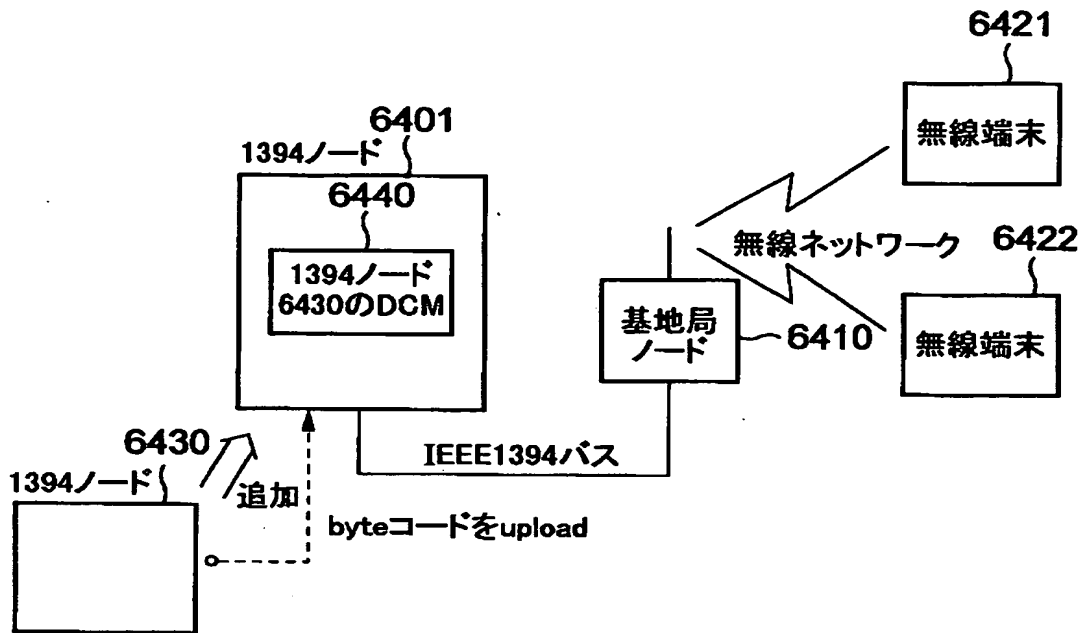 6421
無線端末
6401
1394ノード
6440
1394ノード
6430のDCM
無線ネットワーク
6422
基地局
ノード
6410
無線端末
6430
1394ノード
追加
IEEE1394バス
byteコードをupload